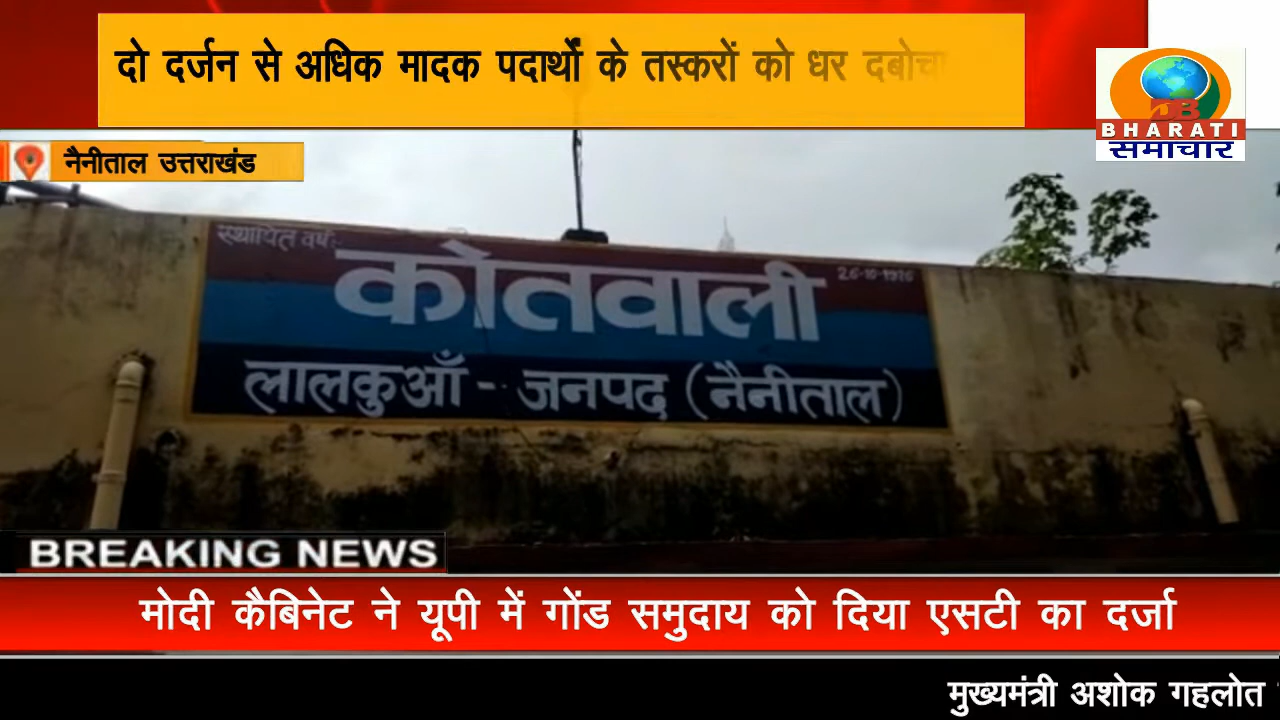 दो दर्जन से अधिक मादक पदार्थों के तस्करों को धर दबोचा
BHARATI
समाचार
नैनीताल उत्तराखंड
स्थापित वर्ष:-
कोतवाली
लालकुआँ - जनपद (नैनीताल)
BREAKING NEWS
मोदी कैबिनेट ने यूपी में गोंड समुदाय को दिया एसटी का दर्जा
मुख्यमंत्री अशोक गहलोत